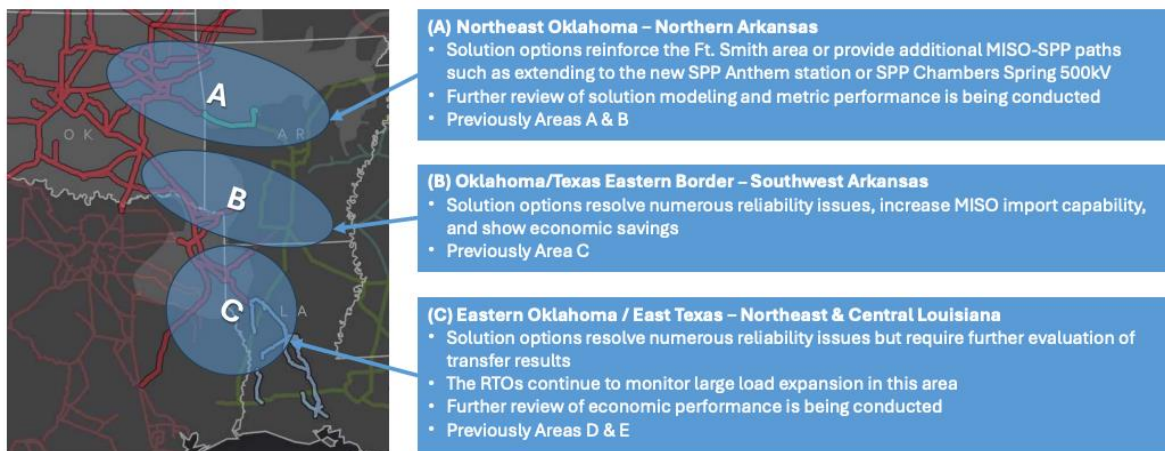 (A) Northeast Oklahoma – Northern Arkansas
• Solution options reinforce the Ft. Smith area or provide additional MISO-SPP paths
such as extending to the new SPP Anthem station or SPP Chambers Spring 500kV
• Further review of solution modeling and metric performance is being conducted
• Previously Areas A & B
A
OK
AR
B
(B) Oklahoma/Texas Eastern Border – Southwest Arkansas
• Solution options resolve numerous reliability issues, increase MISO import capability,
and show economic savings
• Previously Area C
C
LA
(C) Eastern Oklahoma / East Texas – Northeast & Central Louisiana
• Solution options resolve numerous reliability issues but require further evaluation of
transfer results
• The RTOs continue to monitor large load expansion in this area
• Further review of economic performance is being conducted
• Previously Areas D & E